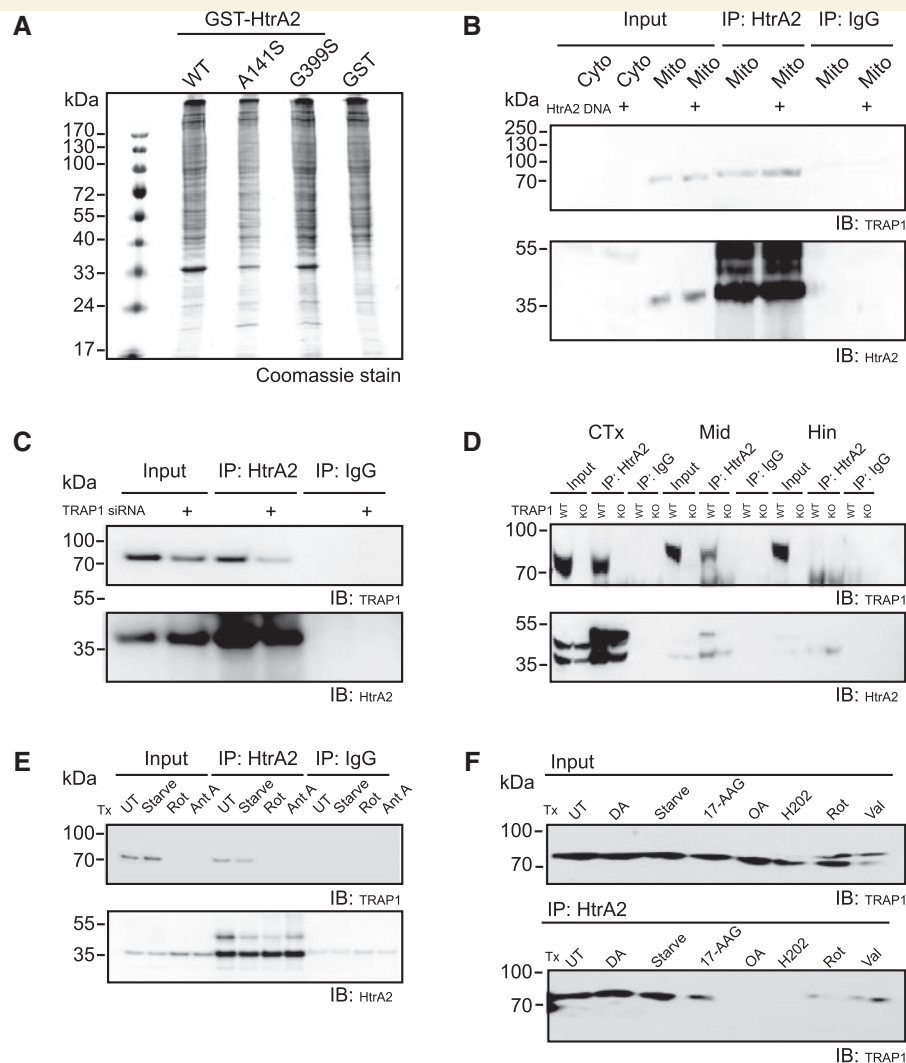 A
GST-HtrA2
WT A141S G399S GST
kDa
170
130
100
72
55
40
33
24
17
Coomassie stain
B
Input IP: HtrA2 IP: IgG
Cyto Cyto Mito Mito Mito Mito Mito Mito
kDa
HtrA2 DNA + + + +
250
130
100
70
IB: TRAP1
55
35
IB: HtrA2
C
kDa
Input IP: HtrA2 IP: IgG
TRAP1 siRNA + + +
100
70
IB: TRAP1
55
35
IB: HtrA2
D
CTx Mid Hin
kDa
Input IP: HtrA2 IP: IgG Input IP: HtrA2 IP: IgG Input IP: HtrA2 IP: IgG
TRAP1 WT KO WT KO WT KO WT KO WT KO WT KO WT KO WT KO WT KO
100
70
IB: TRAP1
55
35
IB: HtrA2
E
kDa
Input IP: HtrA2 IP: IgG
Tx UT Starve Rot Ant A UT Starve Rot Ant A UT Starve Rot Ant A
100
70
IB: TRAP1
55
35
IB: HtrA2
F
kDa
Input
Tx UT DA Starve 17-AAG OA H202 Rot Val
100
70
IB: TRAP1
IP: HtrA2
Tx UT DA Starve 17-AAG OA H202 Rot Val
100
70
IB: TRAP1